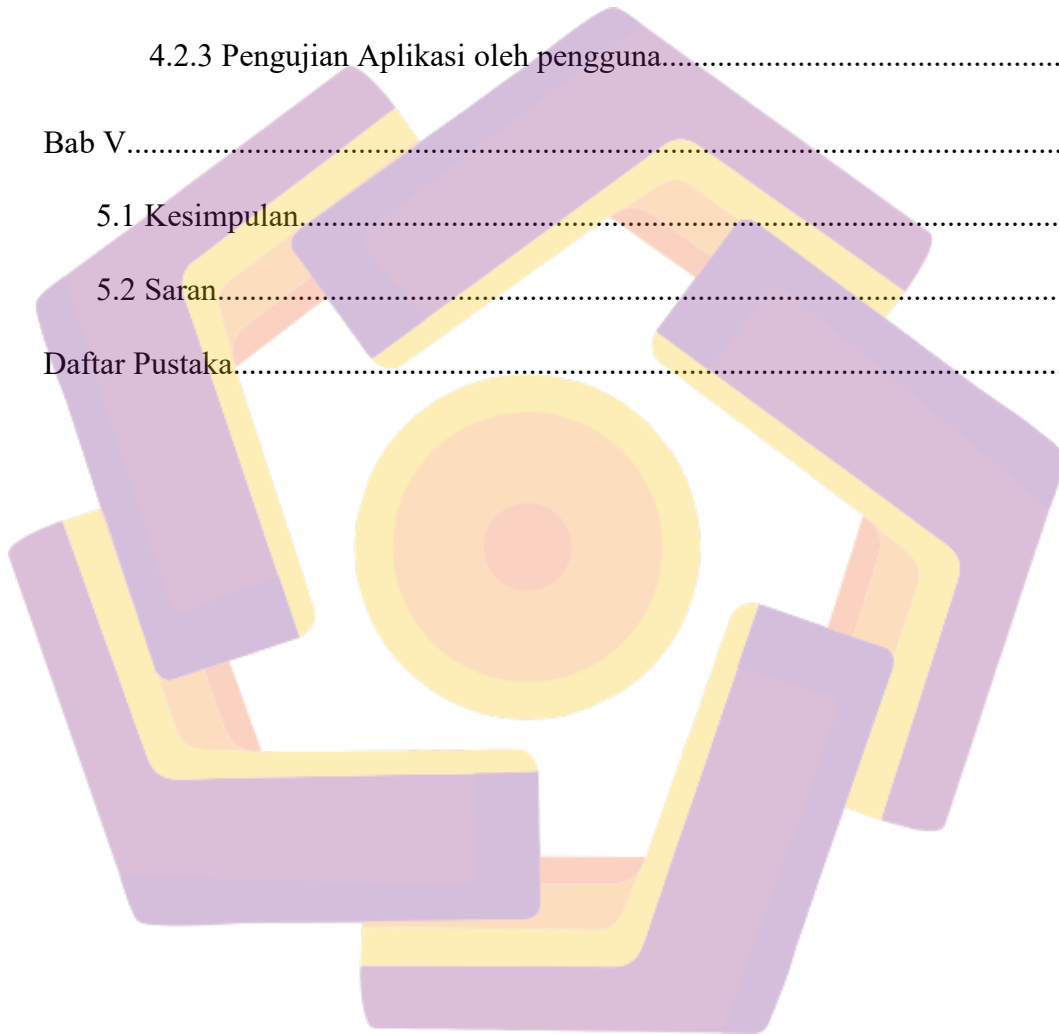 4.2.3 Pengujian Aplikasi oleh pengguna................................................
Bab V....................................................................................................................
5.1 Kesimpulan.............................................................................................
5.2 Saran.......................................................................................................
Daftar Pustaka.....................................................................................................